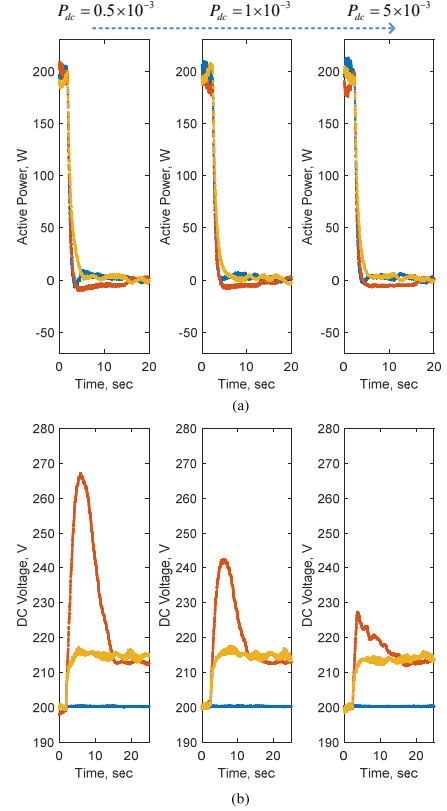 P_dc = 0.5×10⁻³ P_dc = 1×10⁻³ P_dc = 5×10⁻³
200 200 200
150 150 150
100 100 100
50 50 50
0 0 0
-50 -50 -50
Active Power, W Active Power, W Active Power, W
0 10 20 0 10 20 0 10 20
Time, sec Time, sec Time, sec
(a)
280 280 280
270 270 270
260 260 260
250 250 250
240 240 240
230 230 230
220 220 220
210 210 210
200 200 200
190 190 190
DC Voltage, V DC Voltage, V DC Voltage, V
0 10 20 0 10 20 0 10 20
Time, sec Time, sec Time, sec
(b)